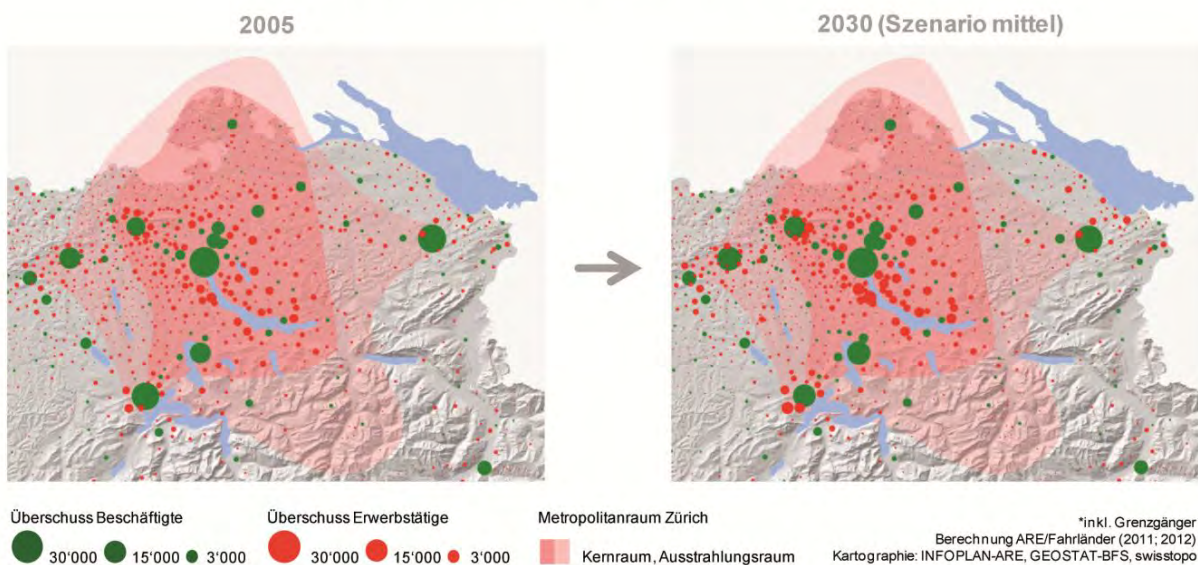 2005
2030 (Szenario mittel)
Überschuss Beschäftigte
30'000 15'000 3'000
Überschuss Erwerbstätige
30'000 15'000 3'000
Metropolitanraum Zürich
Kernraum, Ausstrahlungsraum
*inkl. Grenzgänger
Berechnung ARE/Fahrländer (2011; 2012)
Kartographie: INFOPLAN-ARE, GEOSTAT-BFS, swisstopo